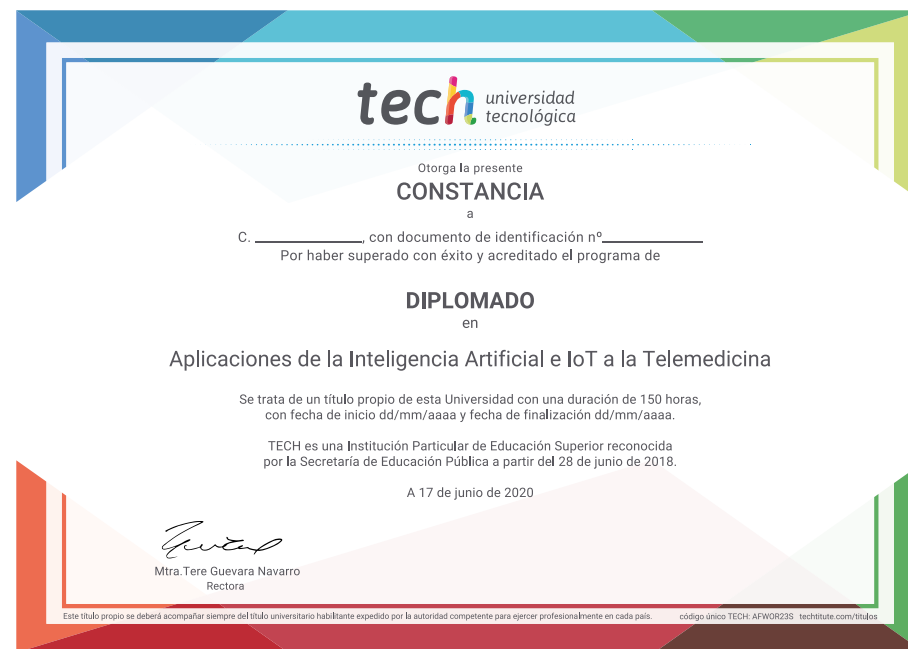 tech universidad
tecnológica
Otorga la presente
CONSTANCIA
a
C. ____________, con documento de identificación nº____________
Por haber superado con éxito y acreditado el programa de
DIPLOMADO
en
Aplicaciones de la Inteligencia Artificial e IoT a la Telemedicina
Se trata de un título propio de esta Universidad con una duración de 150 horas,
con fecha de inicio dd/mm/aaaa y fecha de finalización dd/mm/aaaa.
TECH es una Institución Particular de Educación Superior reconocida
por la Secretaría de Educación Pública a partir del 28 de junio de 2018.
A 17 de junio de 2020
Mtra.Tere Guevara Navarro
Rectora
Este título propio se deberá acompañar siempre del título universitario habilitante expedido por la autoridad competente para ejercer profesionalmente en cada país. código único TECH: AFWOR23S techtitute.com/titulos